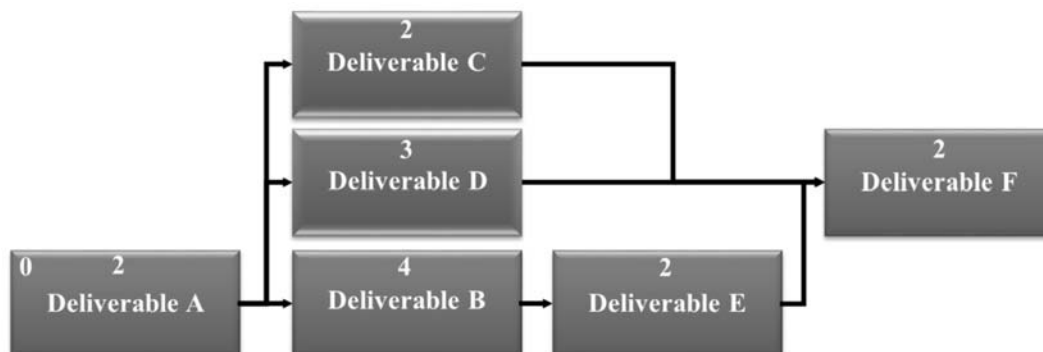 2
Deliverable C
3
Deliverable D
2
Deliverable F
0 2
Deliverable A
4
Deliverable B
2
Deliverable E